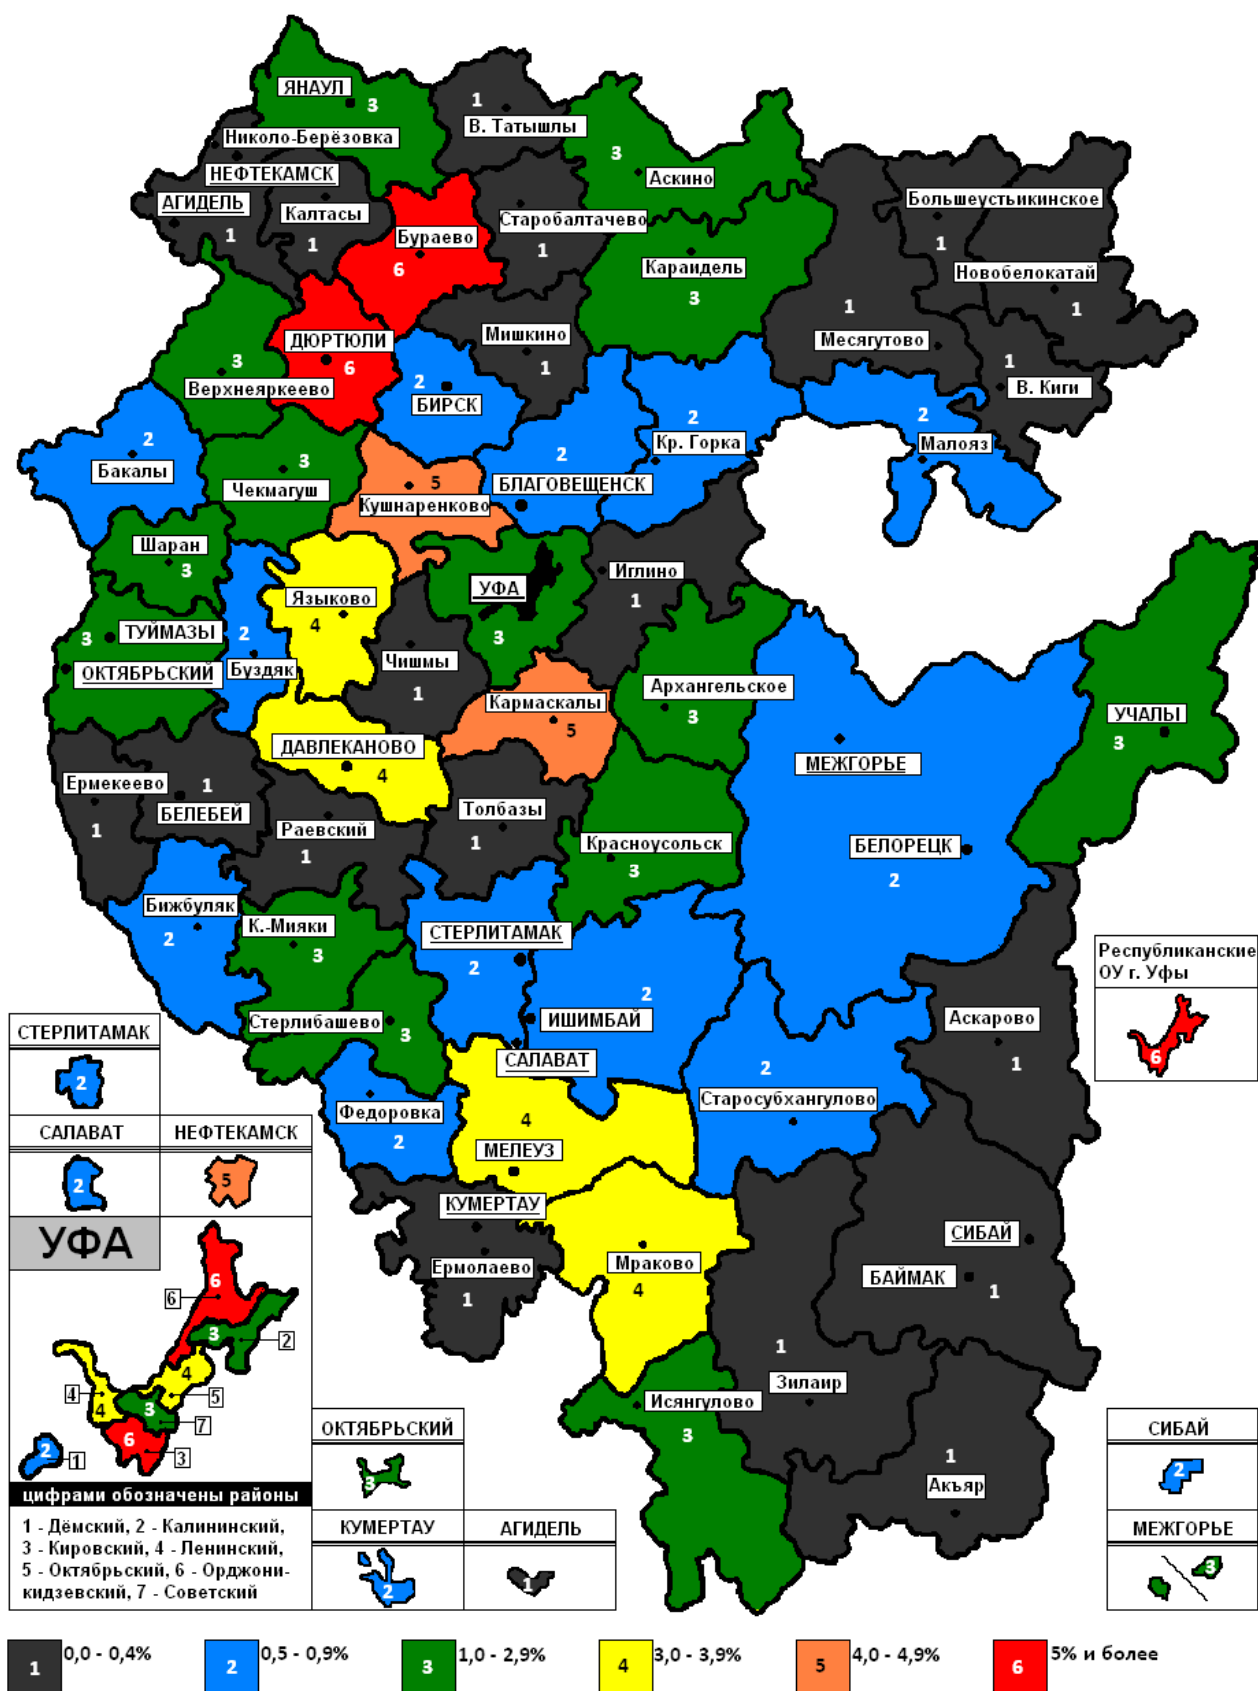 ЯНАУЛ
3
1
В. Татышлы
Николо-Берёзовка
3
Аскино
НЕФТЕКАМСК
АГИДЕЛЬ
1
Калтасы
1
Бураево
6
Старобалтачево
1
Караидель
3
Большеустьикинское
1
Новобелокатай
1
1
Месягутово
1
В. Киги
ДЮРТЮЛИ
6
Мишкино
1
3
Верхнеяркеево
2
БИРСК
2
Бакалы
2
Кр. Горка
2
Малояз
3
Чекмагуш
5
Кушнаренково
2
БЛАГОВЕЩЕНСК
Шаран
3
Языково
4
УФА
3
Иглино
1
3
ТУЙМАЗЫ
ОКТЯБРЬСКИЙ
2
Буздяк
Чишмы
1
Кармаскалы
5
Архангельское
3
УЧАЛЫ
3
ДАВЛЕКАНОВО
4
МЕЖГОРЬЕ
Ермекеево
1
1
БЕЛЕБЕЙ
Раевский
1
Толбазы
1
Красноусольск
3
БЕЛОРЕЦК
2
Бижбуляк
2
К.-Мияки
3
СТЕРЛИТАМАК
2
2
ИШИМБАЙ
Стерлибашево
3
САЛАВАТ
Аскарово
1
Республиканские
ОУ г. Уфы
6
2
Старосубхангулово
Федоровка
2
4
МЕЛЕУЗ
СТЕРЛИТАМАК
2
САЛАВАТ
2
НЕФТЕКАМСК
5
КУМЕРТАУ
Ермолаево
1
Мраково
4
СИБАЙ
БАЙМАК
1
1
Зилаир
Исянгулово
3
1
Акъяр
УФА
6
6
3
2
4
4
4
5
3
7
6
3
2
1
цифрами обозначены районы
1 - Дёмский, 2 - Калининский,
3 - Кировский, 4 - Ленинский,
5 - Октябрьский, 6 - Орджони-
кидзевский, 7 - Советский
ОКТЯБРЬСКИЙ
3
КУМЕРТАУ
2
АГИДЕЛЬ
1
СИБАЙ
2
МЕЖГОРЬЕ
3
1 0,0 - 0,4%
2 0,5 - 0,9%
3 1,0 - 2,9%
4 3,0 - 3,9%
5 4,0 - 4,9%
6 5% и более